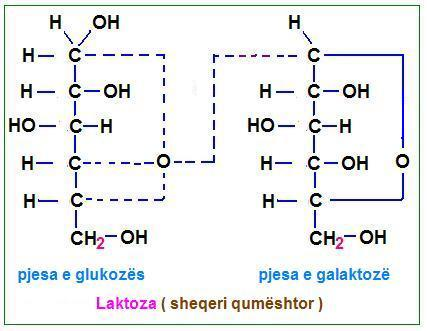 H OH H
H C C
H C OH H C OH
HO C H HO C H
H C O H C OH O
H C H C
CH2 OH CH2 OH
pjesa e glukozës pjesa e galaktozë
Laktoza ( sheqeri qumështor )